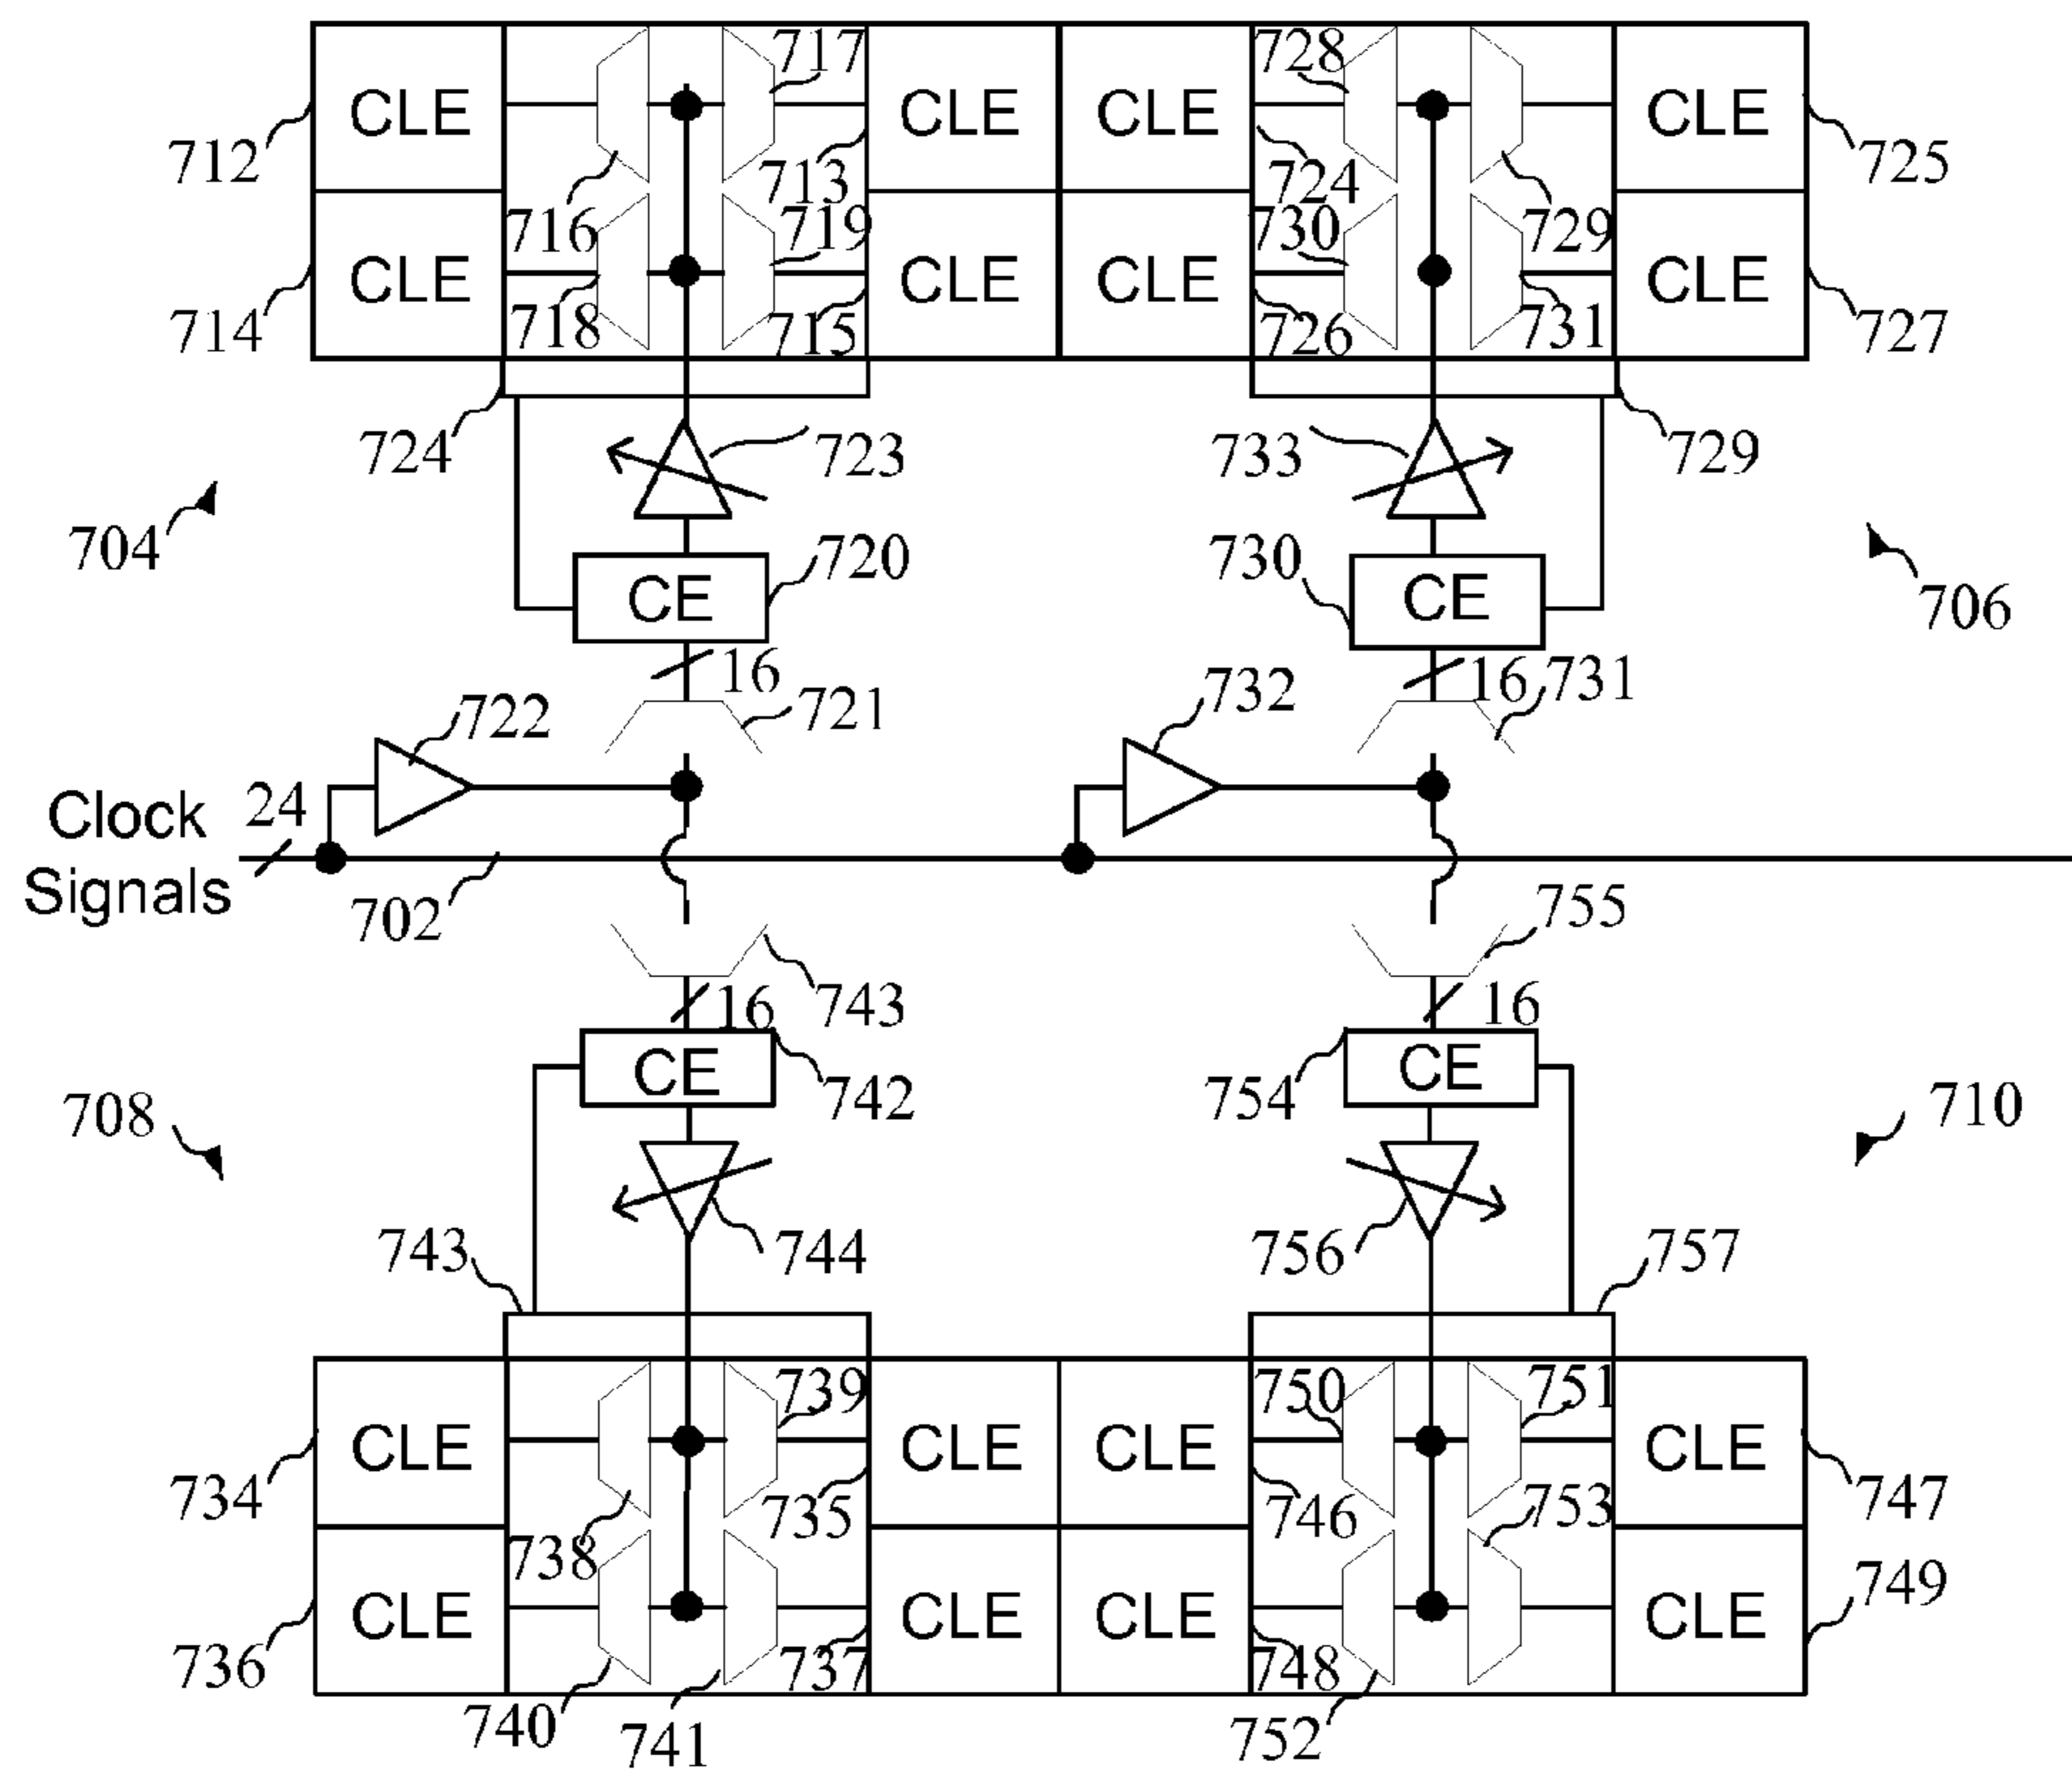 717 728
CLE CLE CLE CLE
712 713 724 725
716 719 730 729
CLE CLE CLE CLE
714 718 715 726 731 727
724 723 733 729
704 CE 720 730 CE 706
16 721 732 16 731
722
Clock 24
Signals 702 755
16 743 16
708 CE 742 754 CE 710
743 744 756 757
739 750 751
CLE CLE CLE CLE
734 735 746 753 747
738
CLE CLE CLE CLE 749
736 737 748
740 741 752